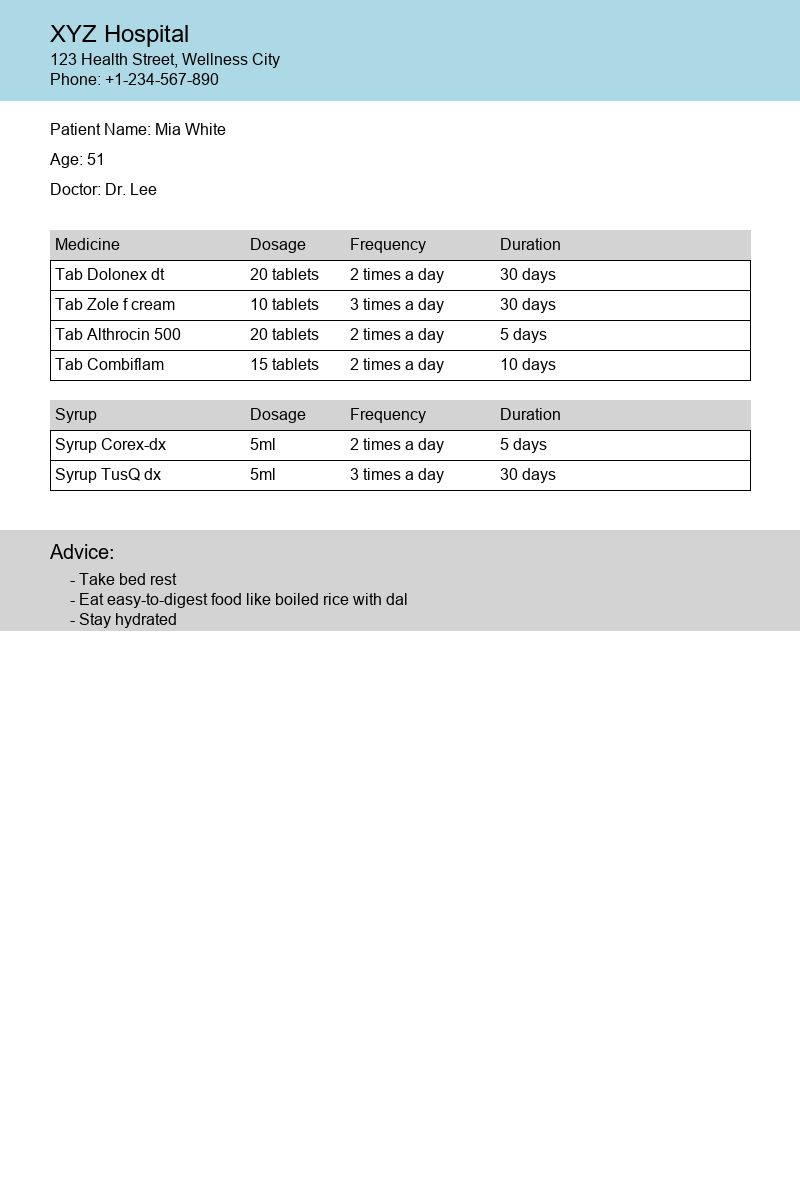 XYZ Hospital
123 Health Street, Wellness City
Phone: +1-234-567-890
Patient Name: Mia White
Age: 51
Doctor: Dr. Lee
Medicine Dosage Frequency Duration
Tab Dolonex dt 20 tablets 2 times a day 30 days
Tab Zole f cream 10 tablets 3 times a day 30 days
Tab Althrocin 500 20 tablets 2 times a day 5 days
Tab Combiflam 15 tablets 2 times a day 10 days
Syrup Dosage Frequency Duration
Syrup Corex-dx 5ml 2 times a day 5 days
Syrup TusQ dx 5ml 3 times a day 30 days
Advice:
- Take bed rest
- Eat easy-to-digest food like boiled rice with dal
- Stay hydrated